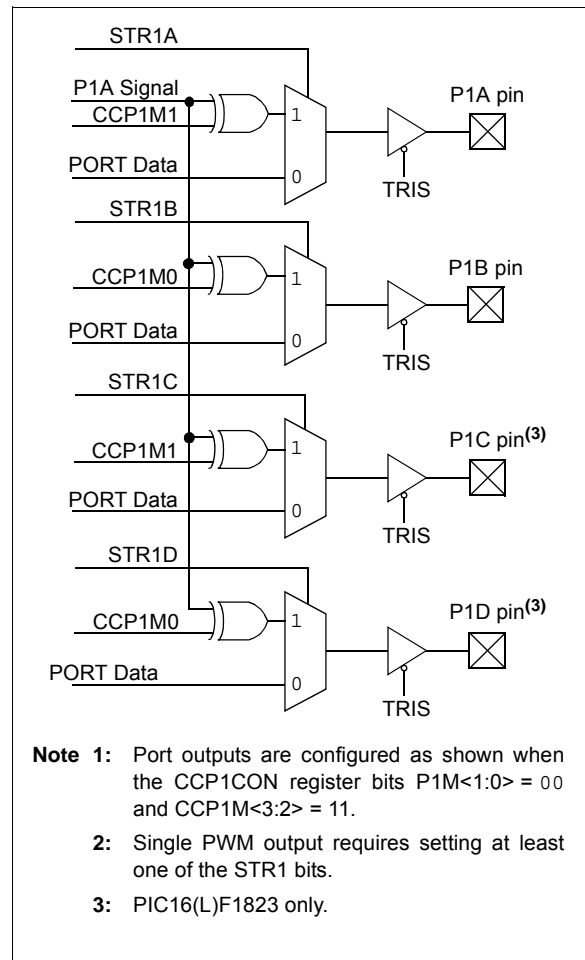 STR1A
P1A Signal
P1A pin
CCP1M1
1
PORT Data
0
TRIS
STR1B
P1B pin
CCP1M0
1
PORT Data
0
TRIS
STR1C
P1C pin(3)
CCP1M1
1
PORT Data
0
TRIS
STR1D
P1D pin(3)
CCP1M0
1
PORT Data
0
TRIS
Note 1: Port outputs are configured as shown when
the CCP1CON register bits P1M<1:0> = 00
and CCP1M<3:2> = 11.
2: Single PWM output requires setting at least
one of the STR1 bits.
3: PIC16(L)F1823 only.